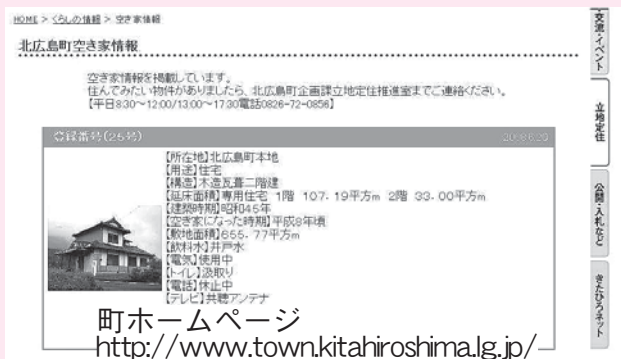 HOME > くらしの情報 > 空き家情報
北広島町空き家情報
空き家情報を掲載しています。
住んでみたい物件がありましたら、北広島町企画課立地定住推進室までご連絡ください。
【平日8:30~12:00/13:00~17:30電話0826-72-0856】
登録番号(25号)
【所在地】北広島町本地
【用途】住宅
【構造】木造瓦葺二階建
【延床面積】専用住宅 1階 107.19平方m 2階 33.00平方m
【建築時期】昭和45年
【空き家になった時期】平成8年頃
【敷地面積】655.77平方m
【飲料水】井戸水
【電気】使用中
【トイレ】汲取り
【電話】休止中
【テレビ】共聴アンテナ
町ホームページ
http://www.town.kitahiroshima.lg.jp/
交流・イベント
立地定住
公開・入札など
きたひろネット